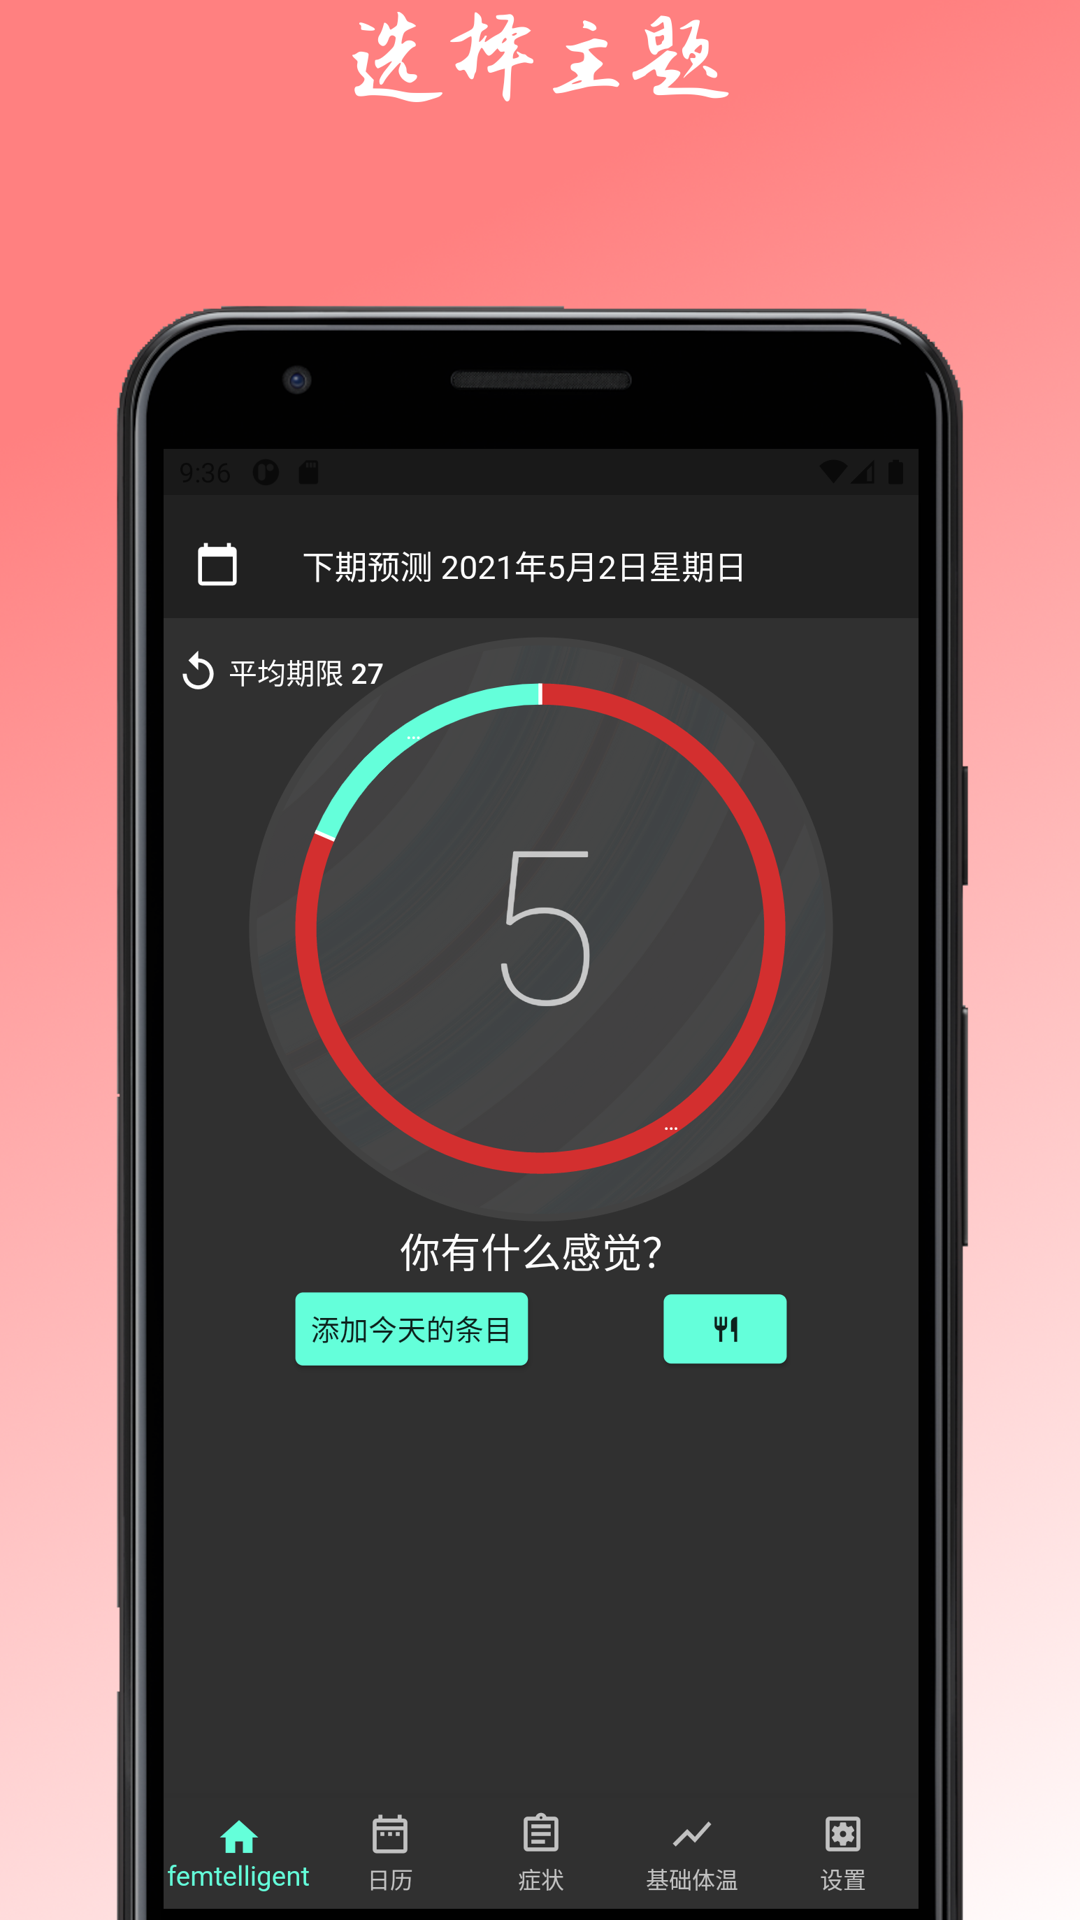 选择主题
9:36
下期预测 2021年5月2日星期日
平均期限 27
...
5
...
你有什么感觉?
添加今天的条目
femtelligent
日历
症状
基础体温
设置